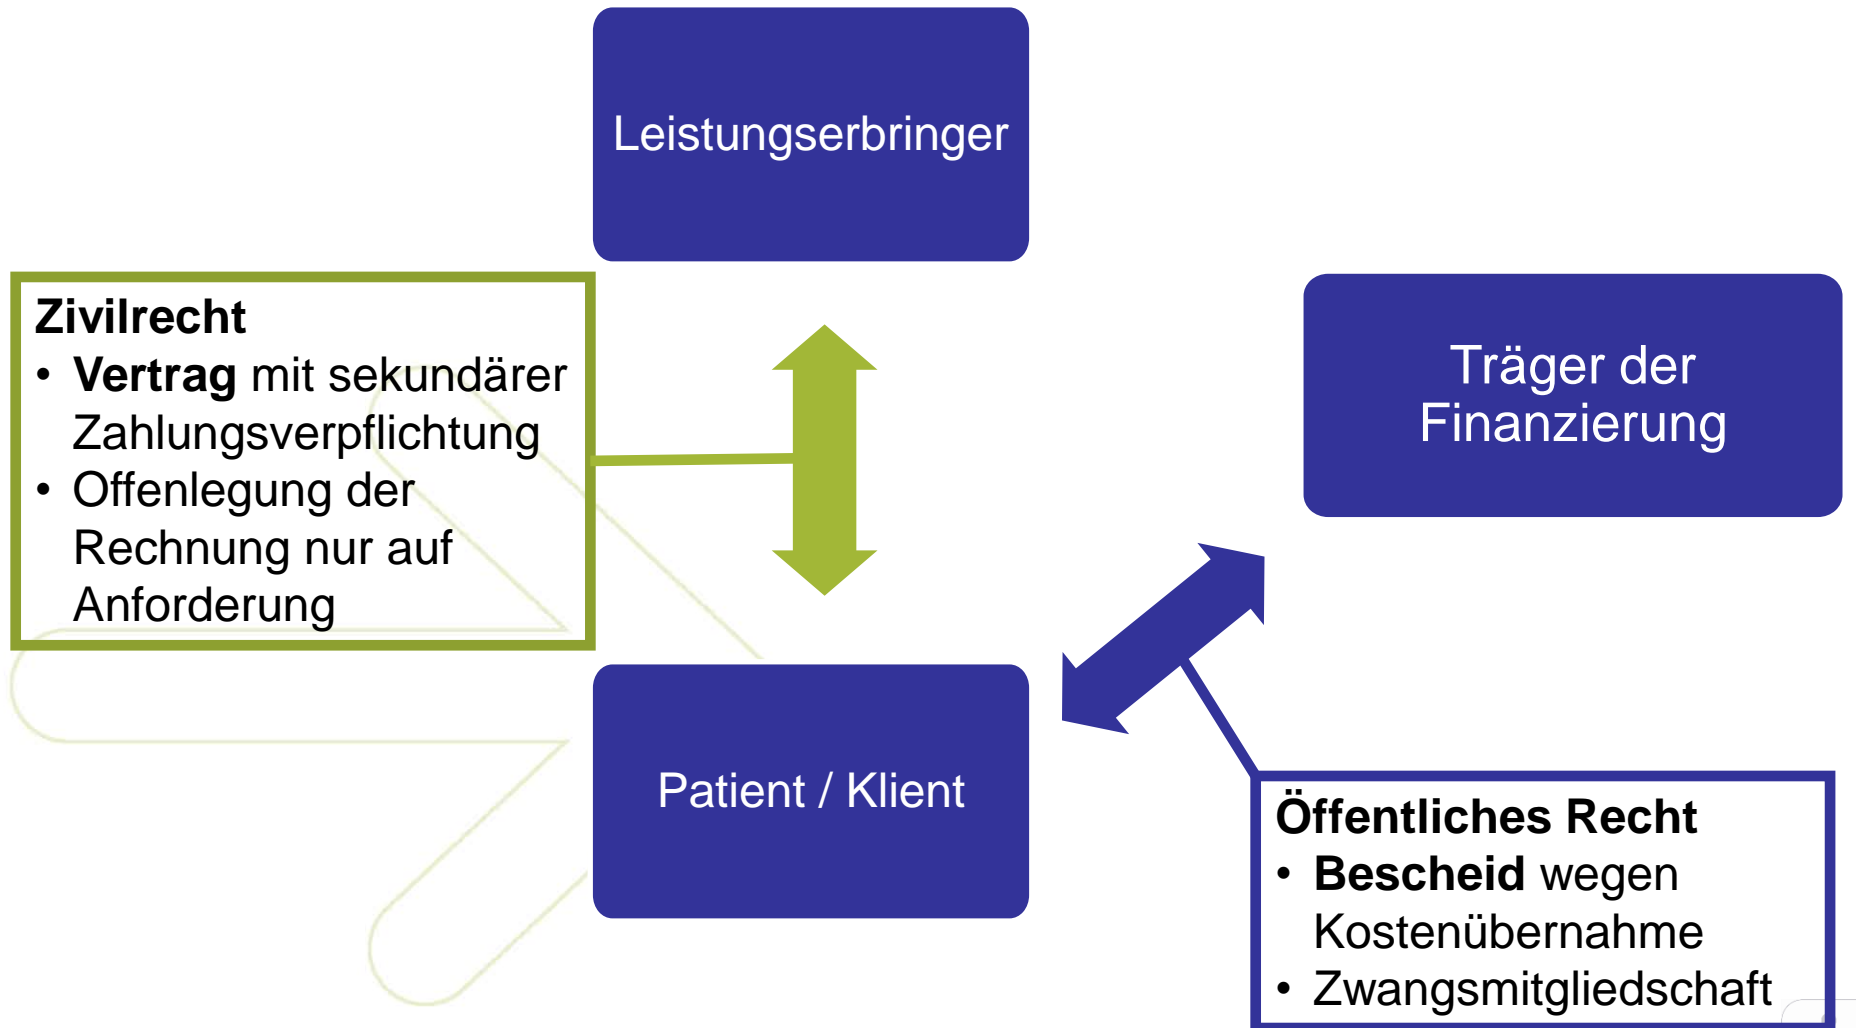 Leistungserbringer
Zivilrecht
• Vertrag mit sekundärer
Zahlungsverpflichtung
• Offenlegung der
Rechnung nur auf
Anforderung
Träger der
Finanzierung
Patient / Klient
Öffentliches Recht
• Bescheid wegen
Kostenübernahme
• Zwangsmitgliedschaft